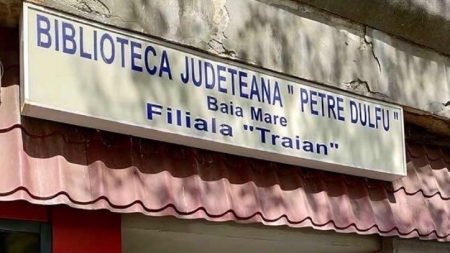 BIBLIOTECA JUDETEANA " PETRE DULFU "
Baia Mare
Filiala "Traian"